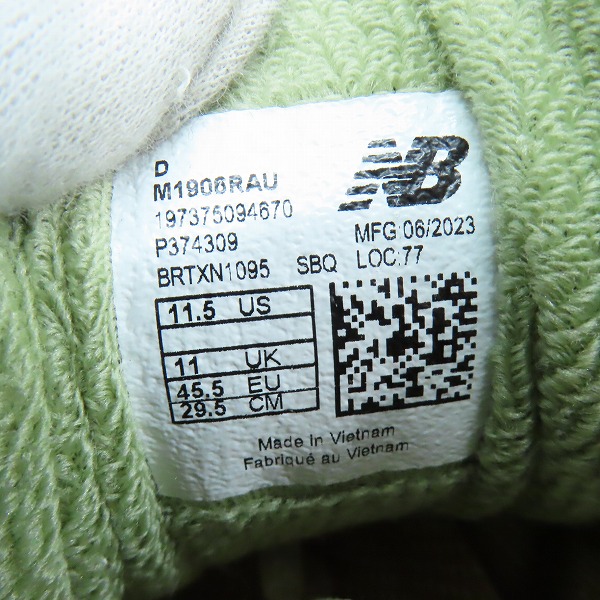 D
M1906RAU
197375094670
P374309
BRTXN1095 SBQ
NB
MFG:06/2023
LOC:77
11.5 US
11 UK
45.5 EU
29.5 CM
Made in Vietnam
Fabriqué au Vietnam